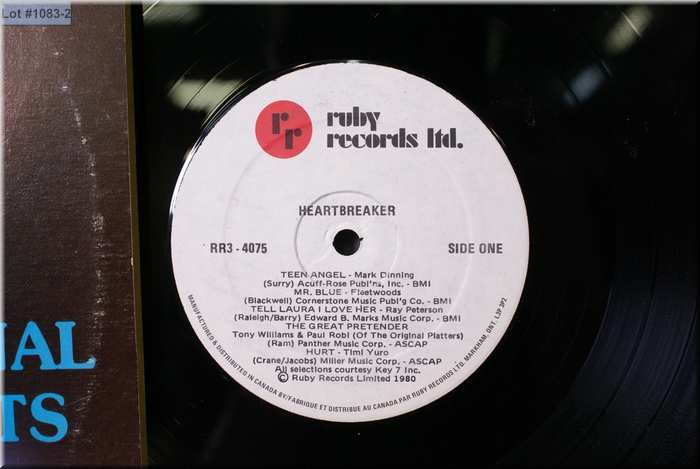 Lot #1083-2
NAL
TS
rr
ruby
records ltd.
HEARTBREAKER
RR3 - 4075
SIDE ONE
TEEN ANGEL - Mark Dinning
(Surry) Acuff-Rose Publ'ns, Inc. - BMI
MR. BLUE - Fleetwoods
(Blackwell) Cornerstone Music Publ'g Co. - BMI
TELL LAURA I LOVE HER - Ray Peterson
(Raleigh/Barry) Edward B. Marks Music Corp. - BMI
THE GREAT PRETENDER
Tony Williams & Paul Robi (Of The Original Platters)
(Ram) Panther Music Corp. - ASCAP
HURT - Timi Yuro
(Crane/Jacobs) Miller Music Corp. - ASCAP
All selections courtesy Key 7 Inc.
© Ruby Records Limited 1980
MANUFACTURED & DISTRIBUTED IN CANADA BY/FABRIQUE ET DISTRIBUE AU CANADA PAR RUBY RECORDS LTD. MARKHAM, ONT. L3P 3P2